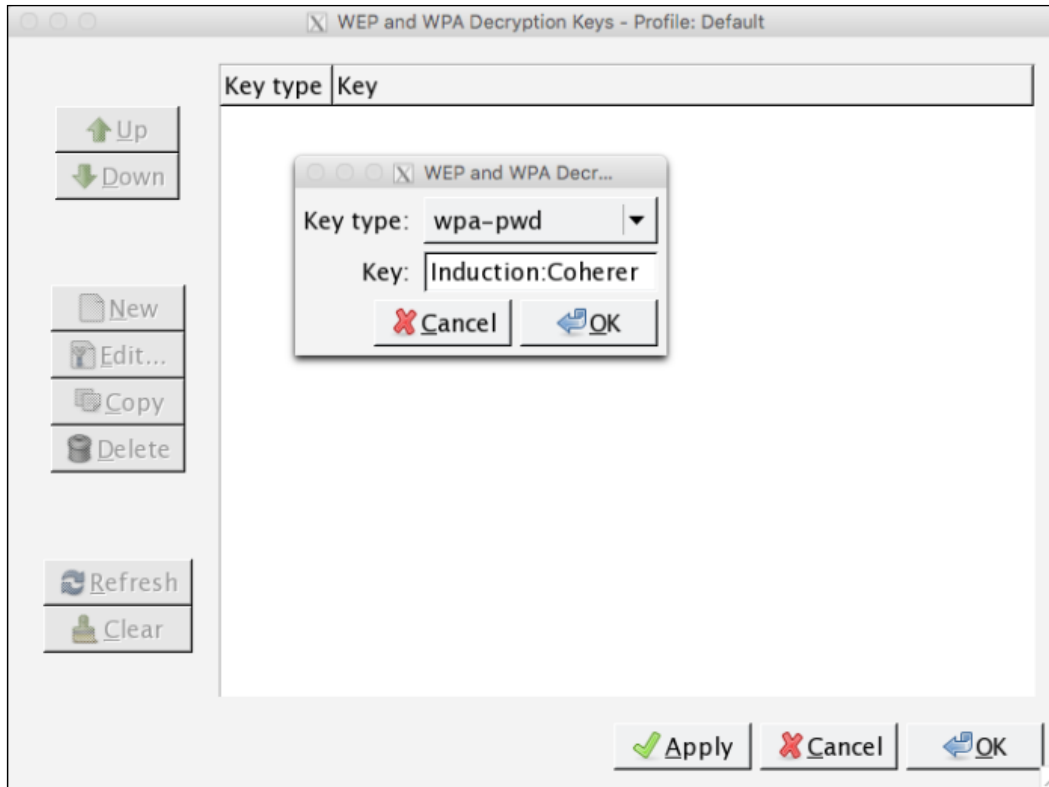 WEP and WPA Decryption Keys - Profile: Default
Key type Key
Up
Down
WEP and WPA Decr...
Key type: wpa-pwd
Key: Induction:Coherer
Cancel OK
New
Edit...
Copy
Delete
Refresh
Clear
Apply Cancel OK